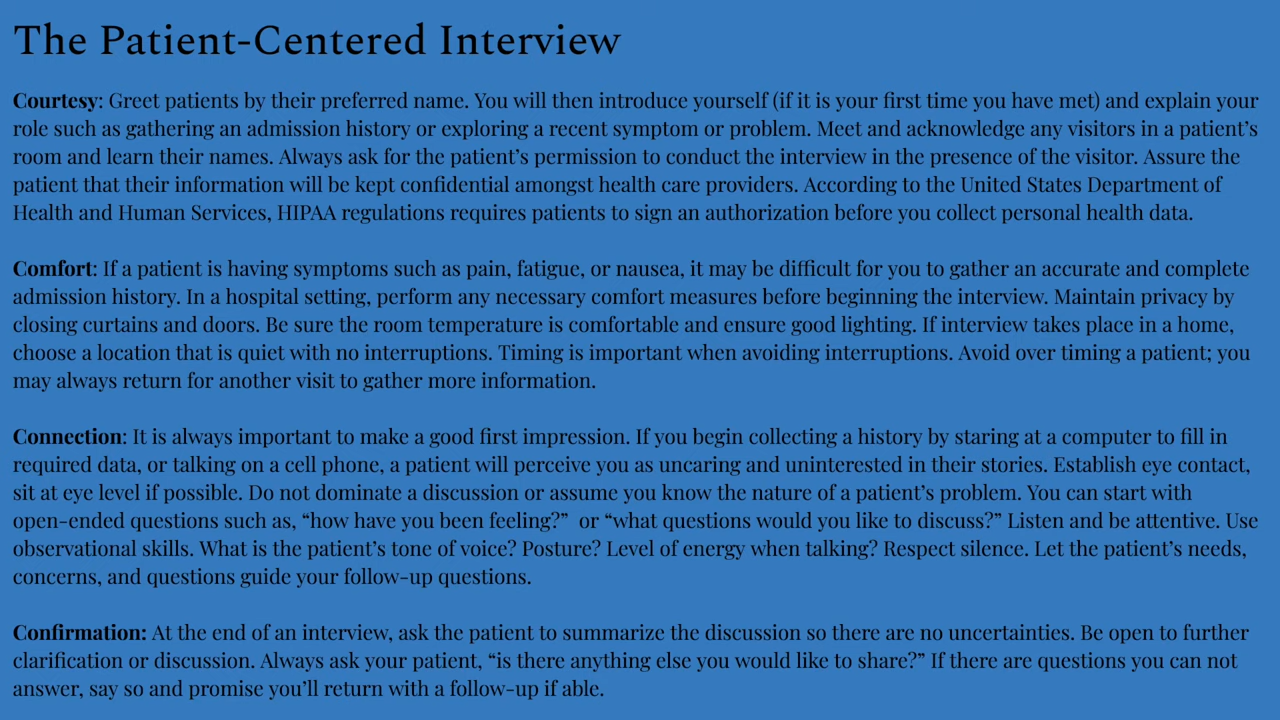 The Patient-Centered Interview
Courtesy: Greet patients by their preferred name. You will then introduce yourself (if it is your first time you have met) and explain your
role such as gathering an admission history or exploring a recent symptom or problem. Meet and acknowledge any visitors in a patient’s
room and learn their names. Always ask for the patient’s permission to conduct the interview in the presence of the visitor. Assure the
patient that their information will be kept confidential amongst health care providers. According to the United States Department of
Health and Human Services, HIPAA regulations requires patients to sign an authorization before you collect personal health data.
Comfort: If a patient is having symptoms such as pain, fatigue, or nausea, it may be difficult for you to gather an accurate and complete
admission history. In a hospital setting, perform any necessary comfort measures before beginning the interview. Maintain privacy by
closing curtains and doors. Be sure the room temperature is comfortable and ensure good lighting. If interview takes place in a home,
choose a location that is quiet with no interruptions. Timing is important when avoiding interruptions. Avoid over timing a patient; you
may always return for another visit to gather more information.
Connection: It is always important to make a good first impression. If you begin collecting a history by staring at a computer to fill in
required data, or talking on a cell phone, a patient will perceive you as uncaring and uninterested in their stories. Establish eye contact,
sit at eye level if possible. Do not dominate a discussion or assume you know the nature of a patient’s problem. You can start with
open-ended questions such as, “how have you been feeling?”  or “what questions would you like to discuss?” Listen and be attentive. Use
observational skills. What is the patient’s tone of voice? Posture? Level of energy when talking? Respect silence. Let the patient’s needs,
concerns, and questions guide your follow-up questions.
Confirmation: At the end of an interview, ask the patient to summarize the discussion so there are no uncertainties. Be open to further
clarification or discussion. Always ask your patient, “is there anything else you would like to share?” If there are questions you can not
answer, say so and promise you’ll return with a follow-up if able.